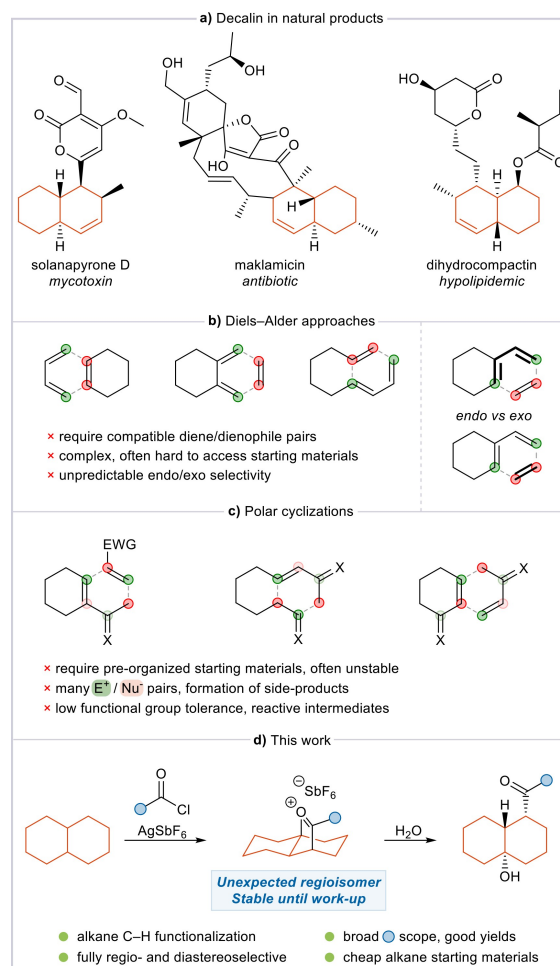 a) Decalin in natural products
OH
OH
O
O
O
O
O
O
HO
O
HO
O
O
O
O
H
H
H
H
H
H
solanapyrone D
mycotoxin
maklamicin
antibiotic
dihydrocompactin
hypolipidemic
b) Diels–Alder approaches
endo vs exo
× require compatible diene/dienophile pairs
× complex, often hard to access starting materials
× unpredictable endo/exo selectivity
c) Polar cyclizations
EWG
X
X
X
X
X
× require pre-organized starting materials, often unstable
× many E+ / Nu- pairs, formation of side-products
× low functional group tolerance, reactive intermediates
d) This work
O
Cl
AgSbF6
⊖
SbF6
⊕
O
H2O
O
H
OH
Unexpected regioisomer
Stable until work-up
alkane C–H functionalization
broad scope, good yields
fully regio- and diastereoselective
cheap alkane starting materials